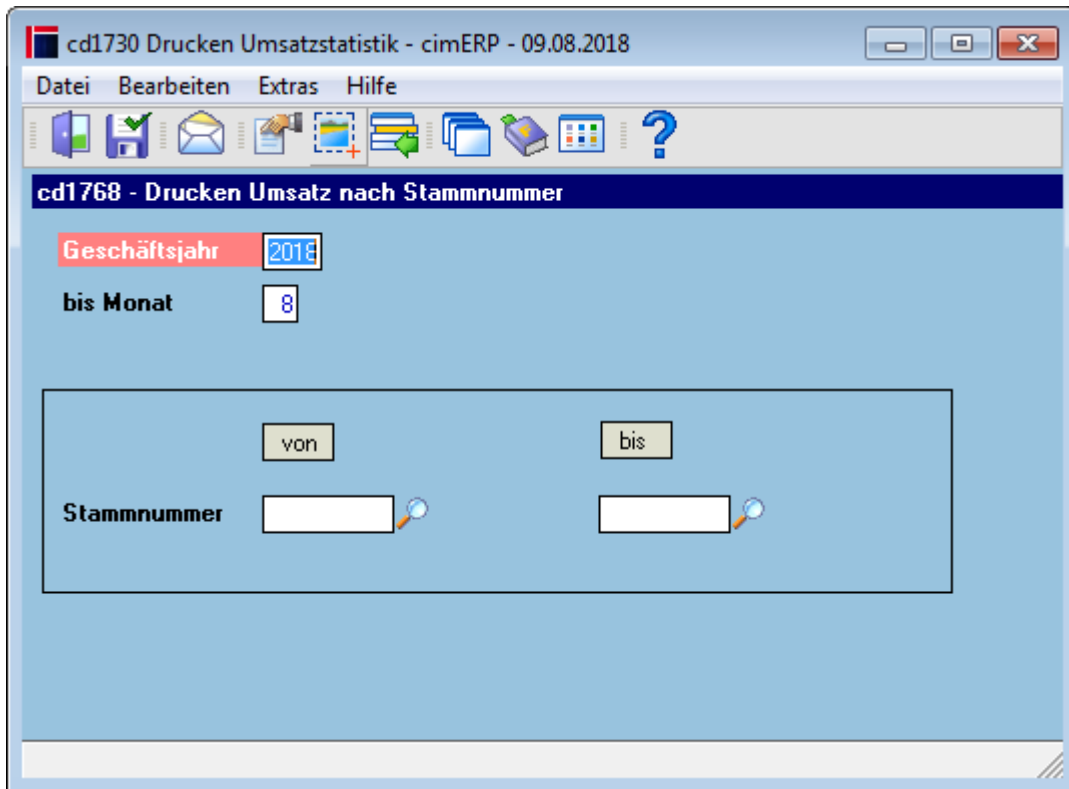 cd1730 Drucken Umsatzstatistik - cimERP - 09.08.2018
Datei Bearbeiten Extras Hilfe
cd1768 - Drucken Umsatz nach Stammnummer
Geschäftsjahr 2018
bis Monat 8
von bis
Stammnummer